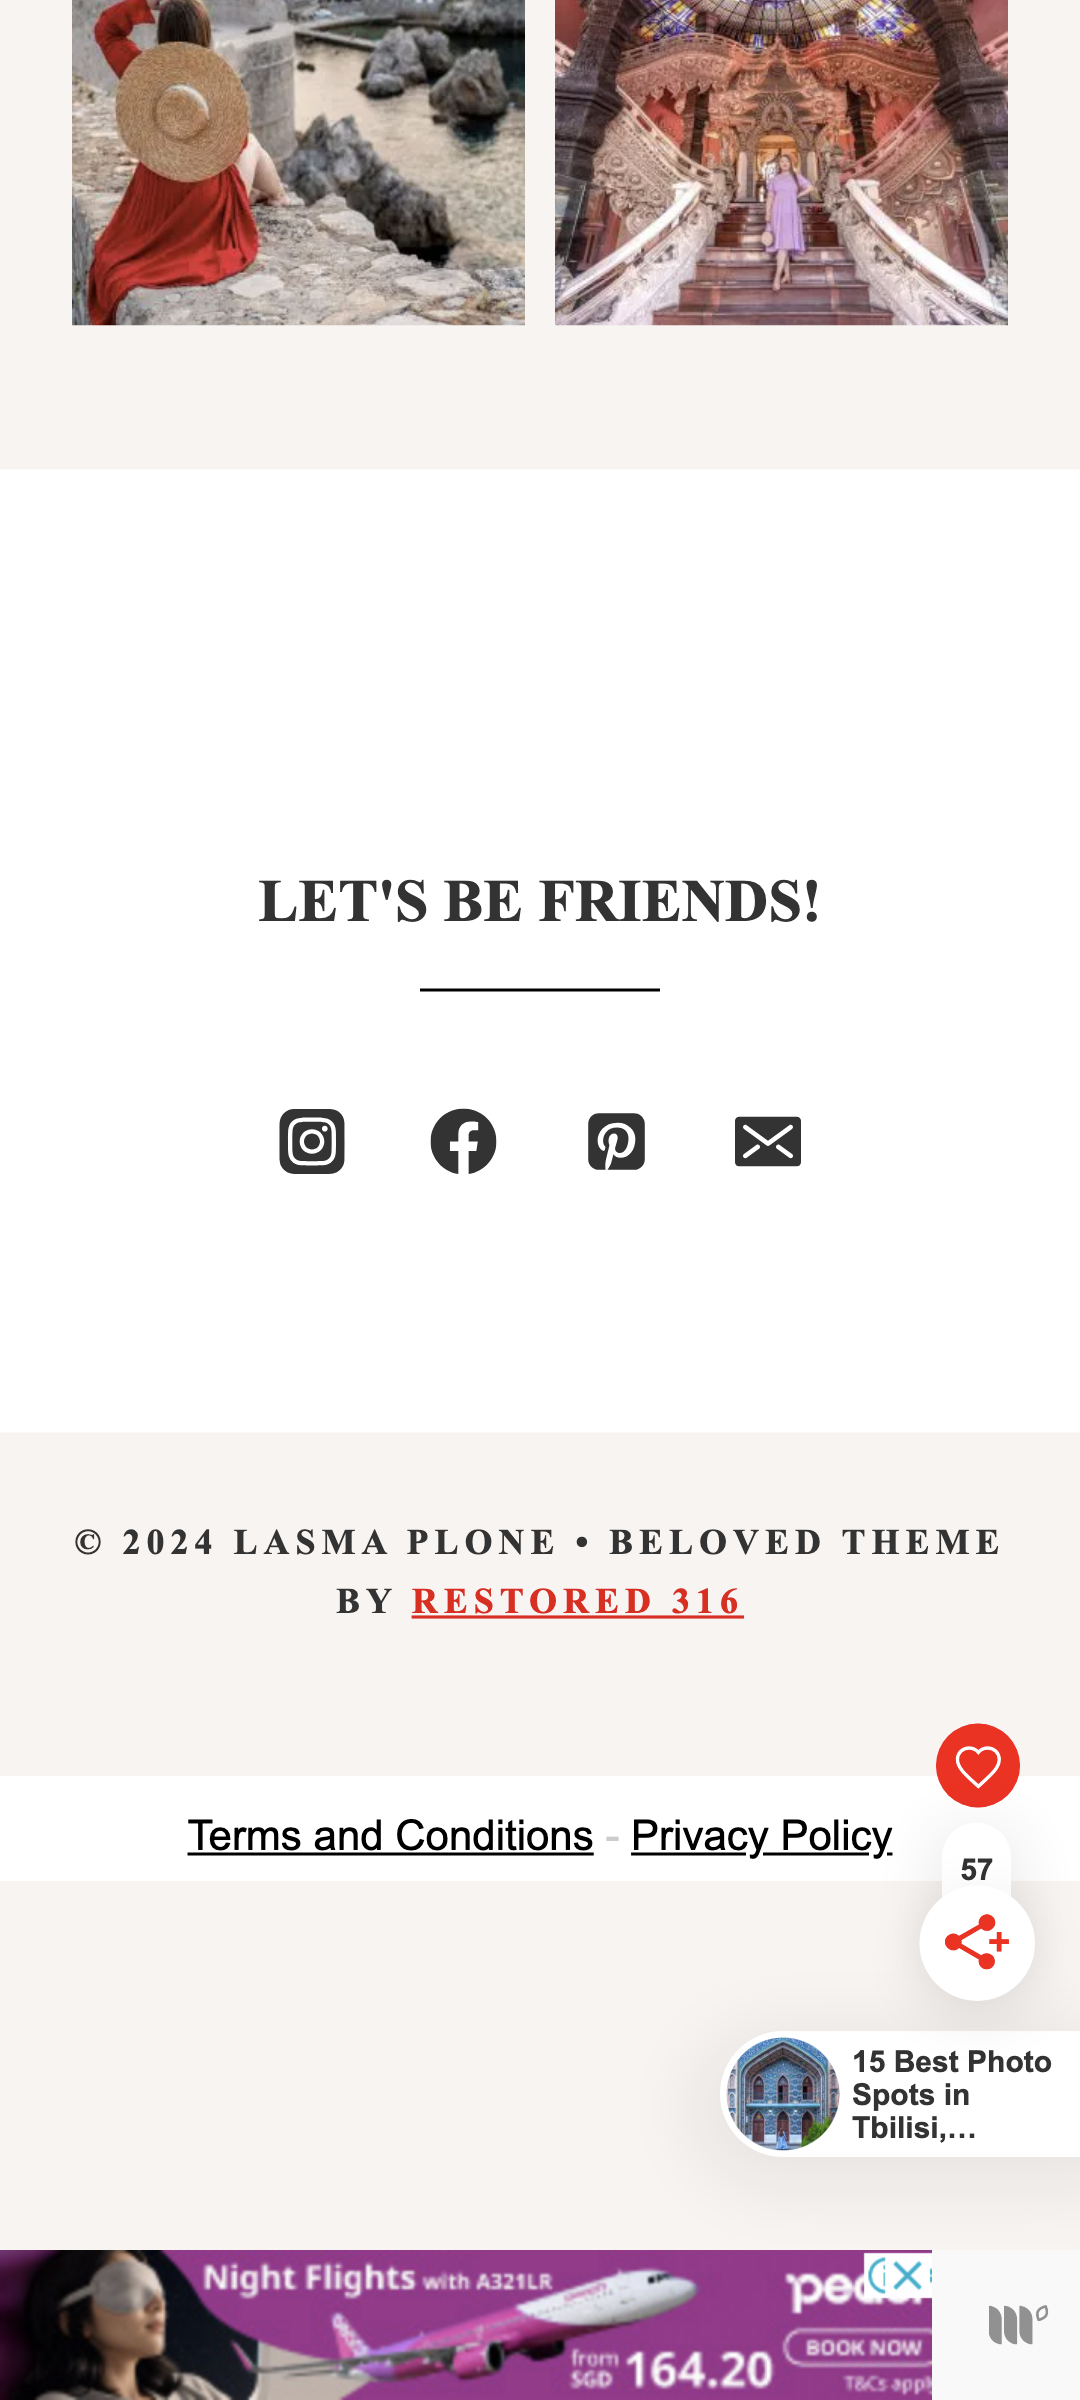 LET'S BE FRIENDS!
© 2024 LASMA PLONE • BELOVED THEME
BY RESTORED 316
Terms and Conditions - Privacy Policy
57
15 Best Photo
Spots in
Tbilisi,...
Night Flights with A321LR
from
SGD 164.20
BOOK NOW
T&Cs apply